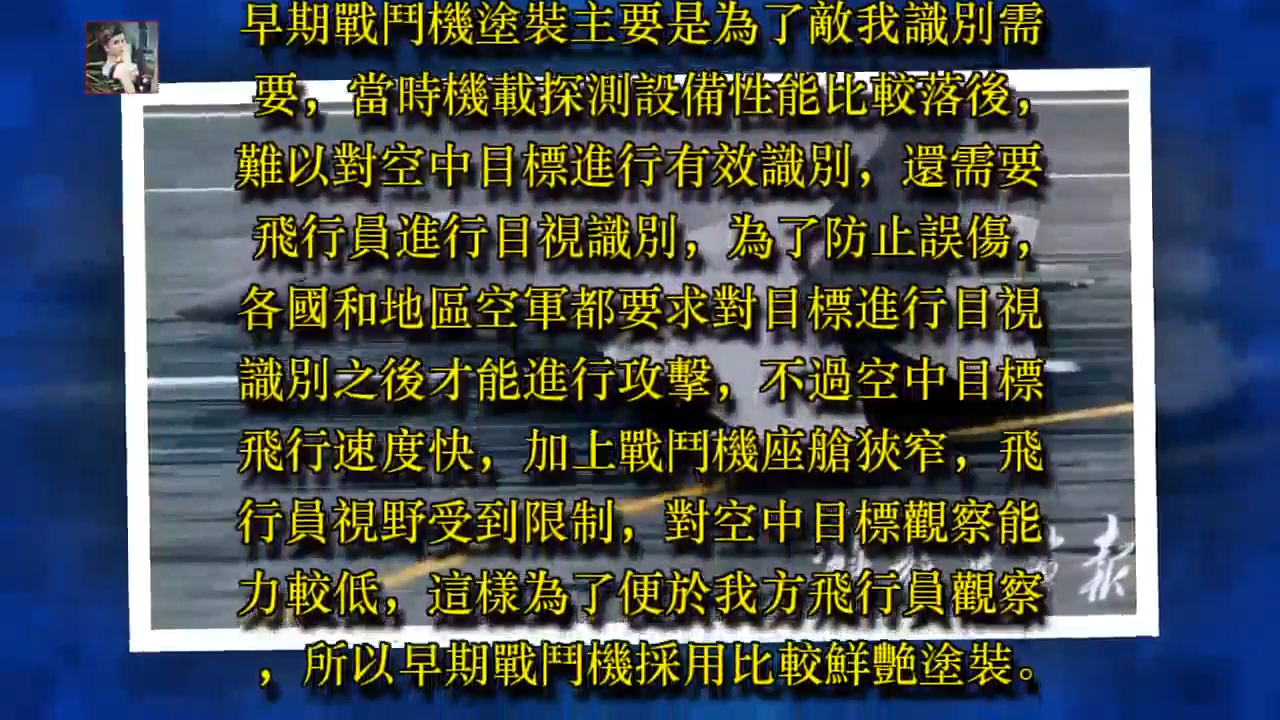 早期戰鬥機塗裝主要是為了敵我識別需
要，當時機載探測設備性能比較落後，
難以對空中目標進行有效識別，還需要
飛行員進行目視識別，為了防止誤傷，
各國和地區空軍都要求對目標進行目視
識別之後才能進行攻擊，不過空中目標
飛行速度快，加上戰鬥機座艙狹窄，飛
行員視野受到限制，對空中目標觀察能
力較低，這樣為了便於我方飛行員觀察
，所以早期戰鬥機採用比較鮮艷塗裝。
報